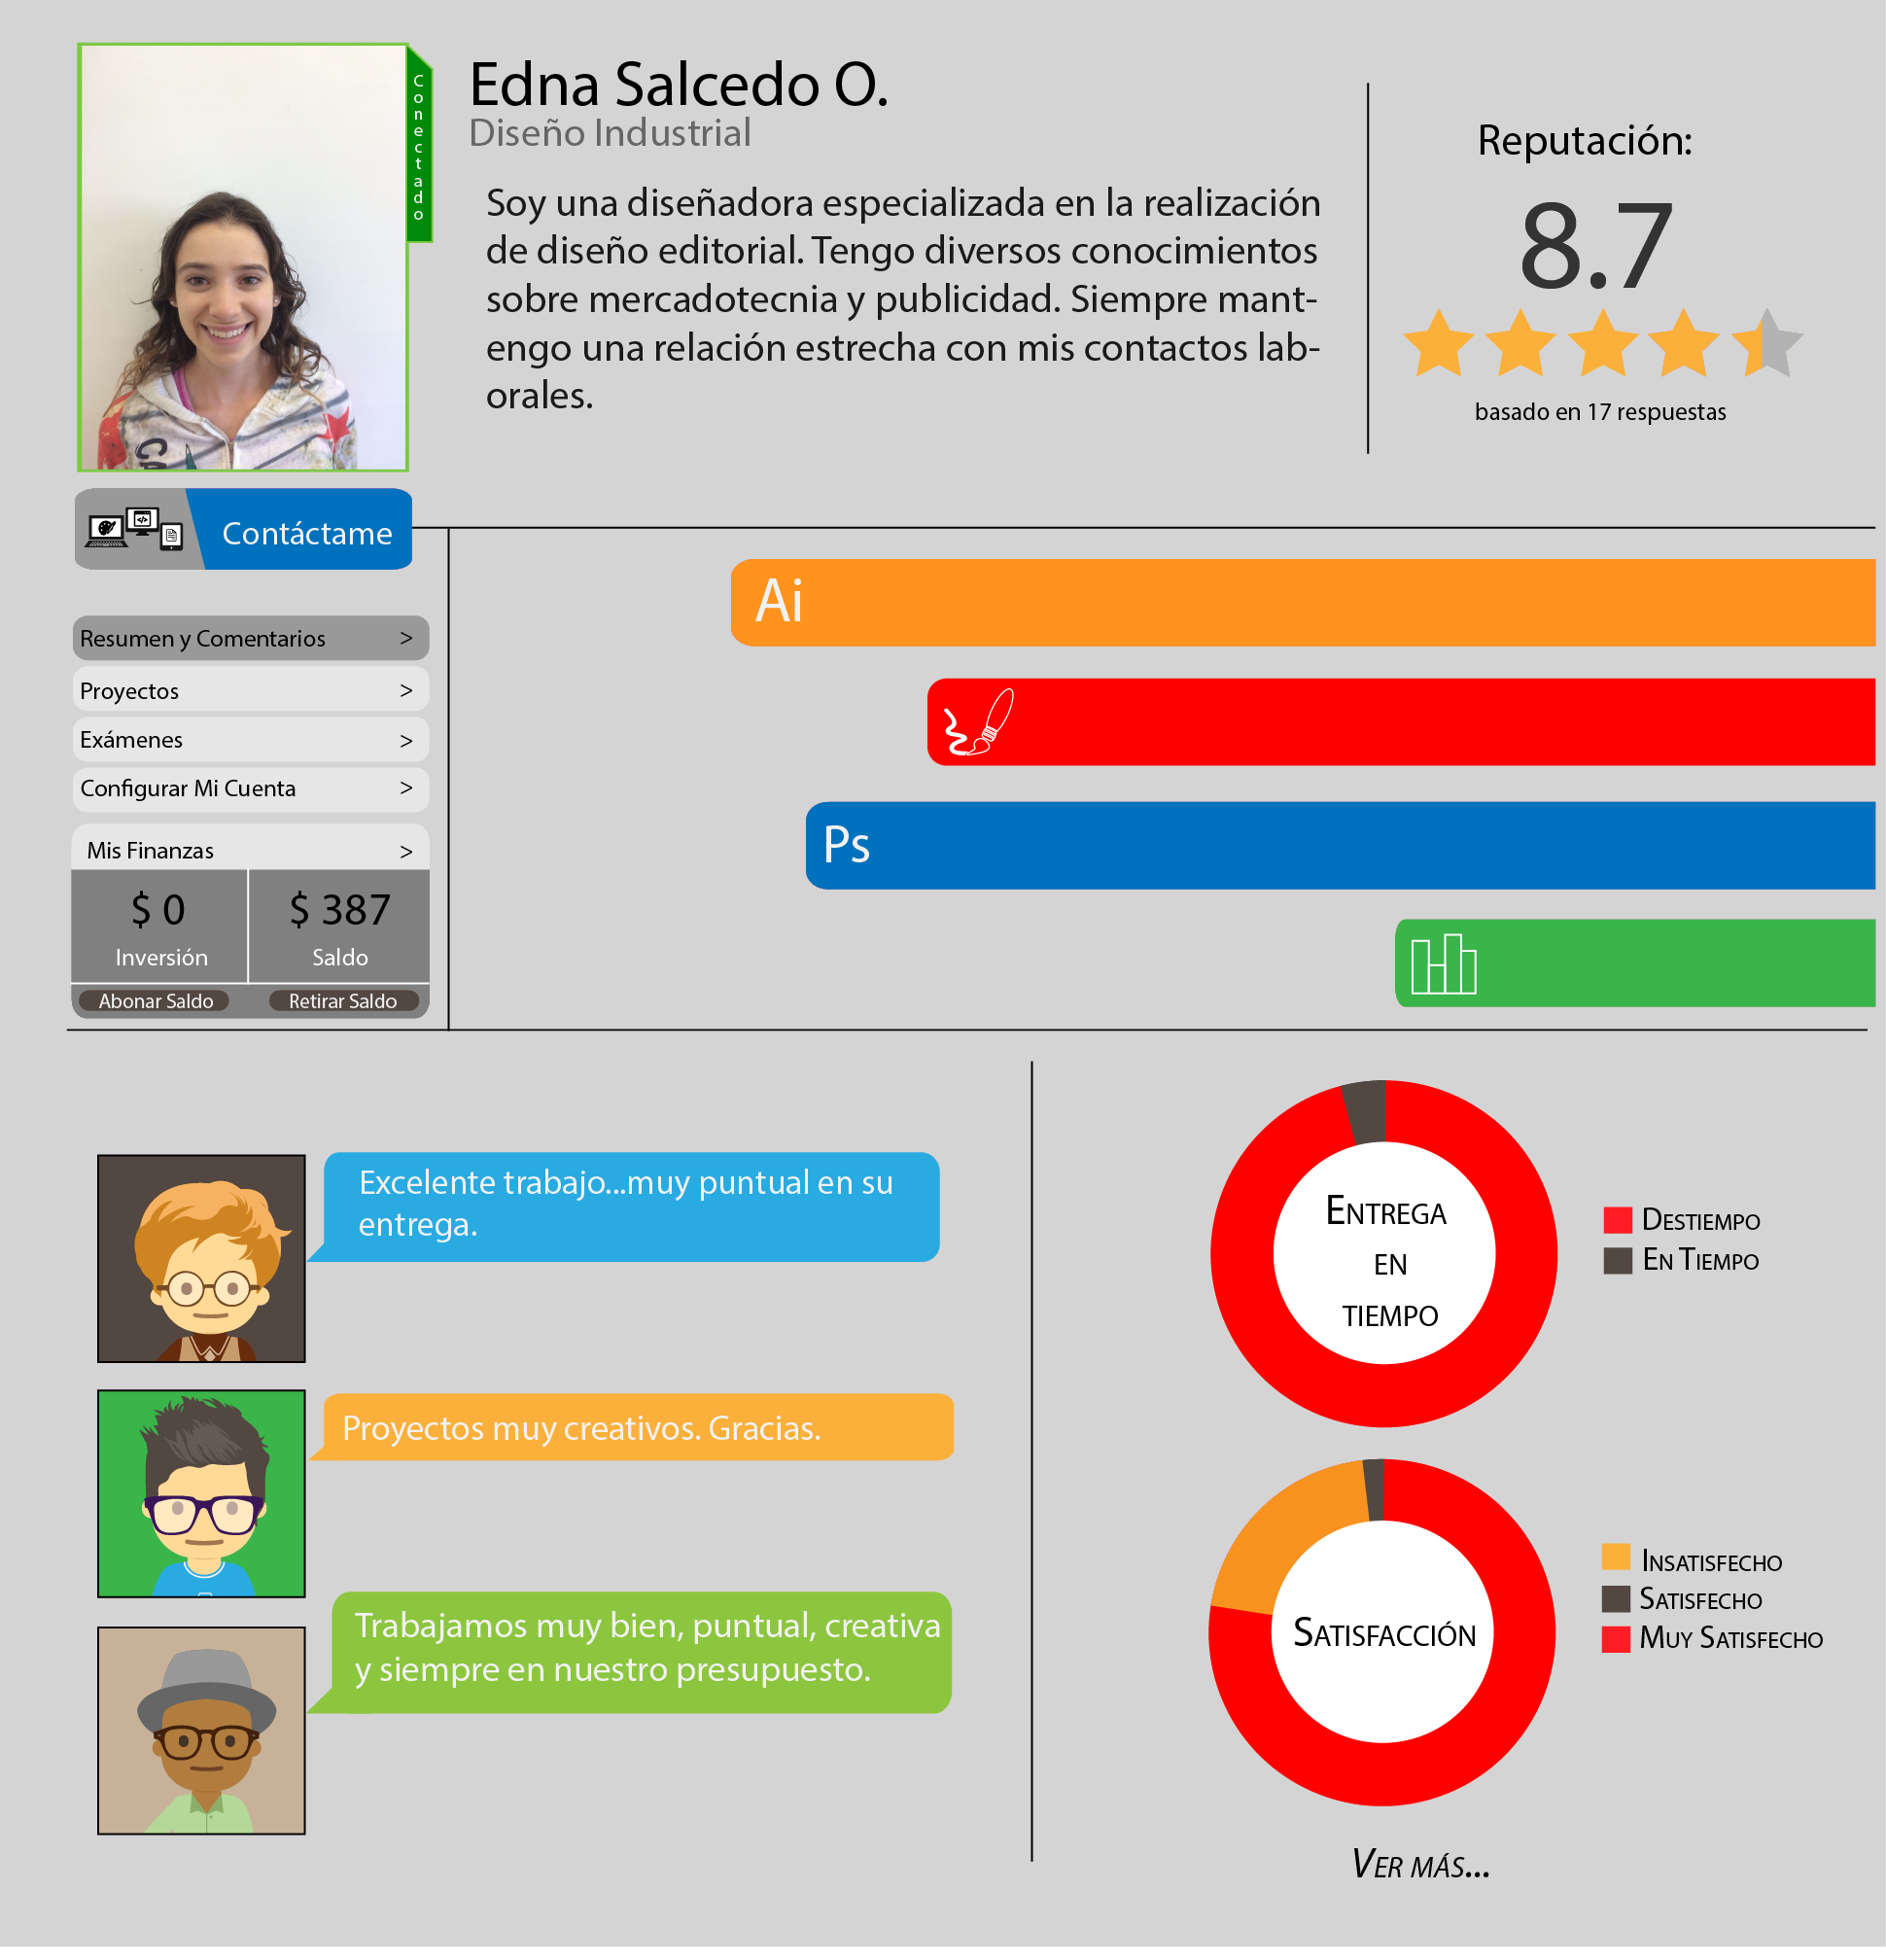 Conectado
Edna Salcedo O.
Diseño Industrial
Soy una diseñadora especializada en la realización
de diseño editorial. Tengo diversos conocimientos
sobre mercadotecnia y publicidad. Siempre mant-
engo una relación estrecha con mis contactos lab-
orales.
Reputación:
8.7
basado en 17 respuestas
Contáctame
Resumen y Comentarios >
Proyectos >
Exámenes >
Configurar Mi Cuenta >
Mis Finanzas >
$ 0
Inversión
$ 387
Saldo
Abonar Saldo
Retirar Saldo
Ai
Ps
Excelente trabajo...muy puntual en su
entrega.
Proyectos muy creativos. Gracias.
Trabajamos muy bien, puntual, creativa
y siempre en nuestro presupuesto.
Entrega
en
tiempo
Destiempo
En Tiempo
Satisfacción
Insatisfecho
Satisfecho
Muy Satisfecho
Ver más...